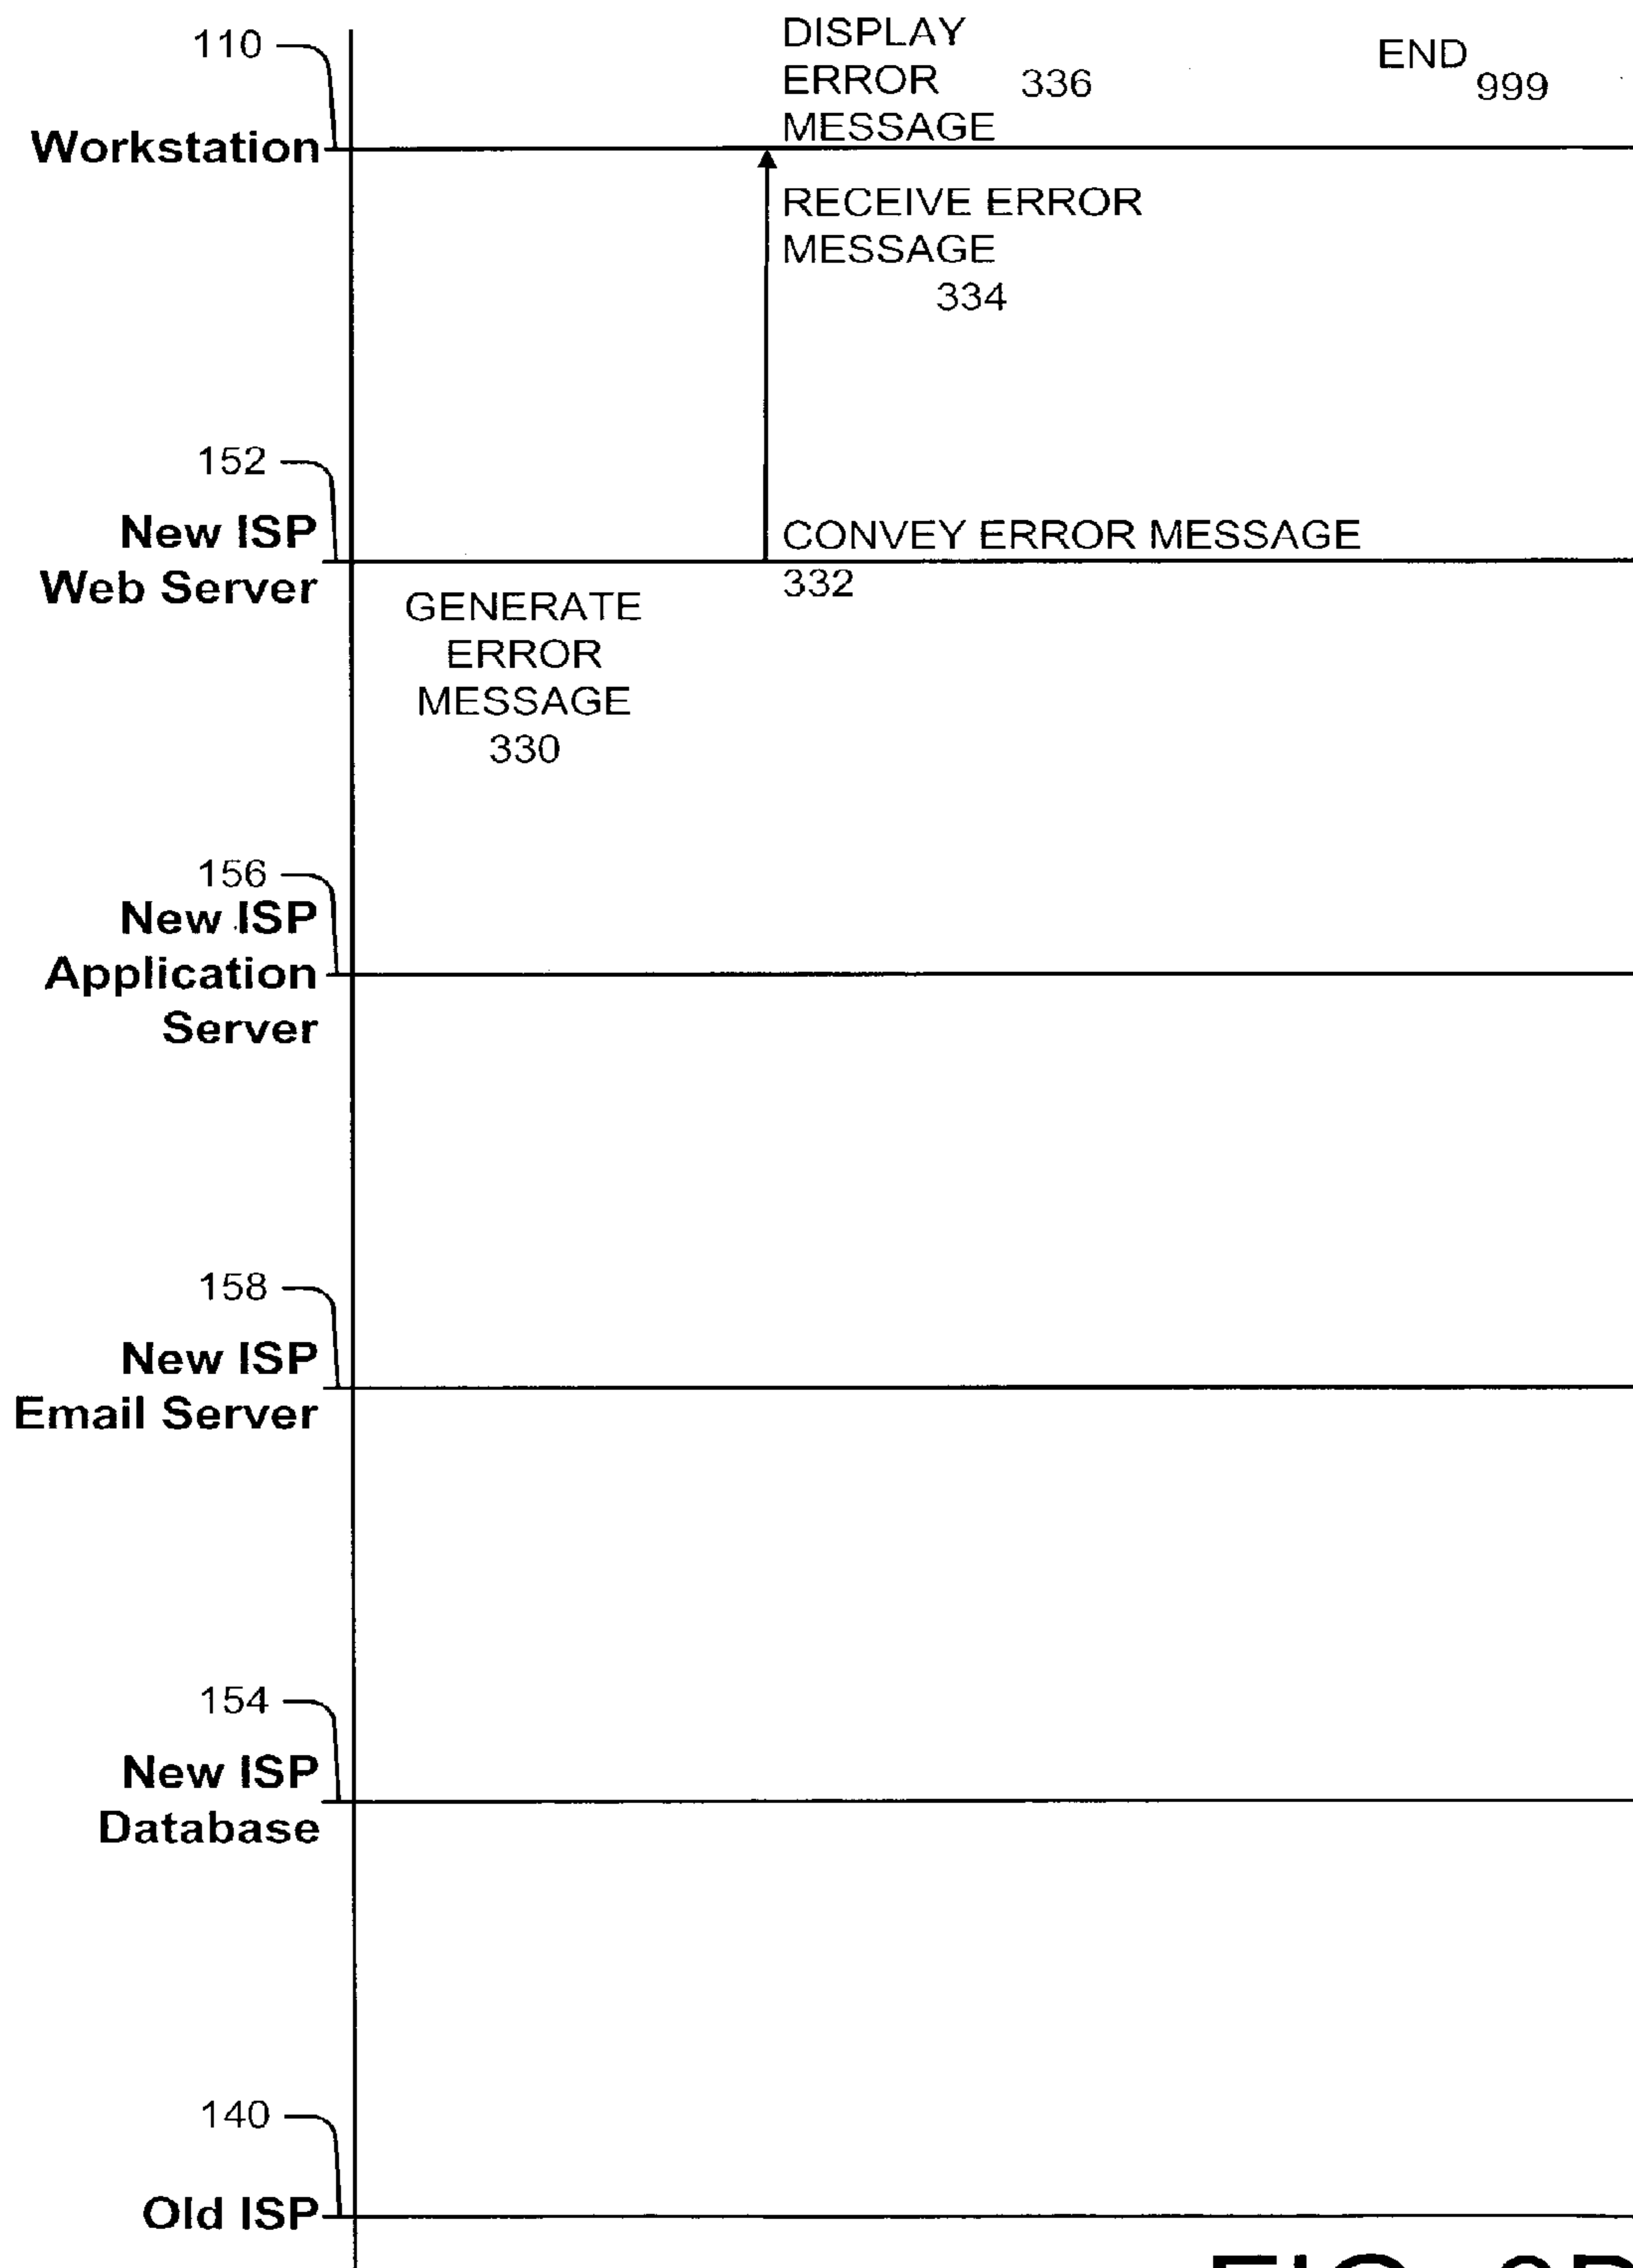 110
DISPLAY
ERROR 336
MESSAGE
END
999
Workstation
RECEIVE ERROR
MESSAGE
334
152
New ISP
Web Server
CONVEY ERROR MESSAGE
332
GENERATE
ERROR
MESSAGE
330
156
New ISP
Application
Server
158
New ISP
Email Server
154
New ISP
Database
140
Old ISP